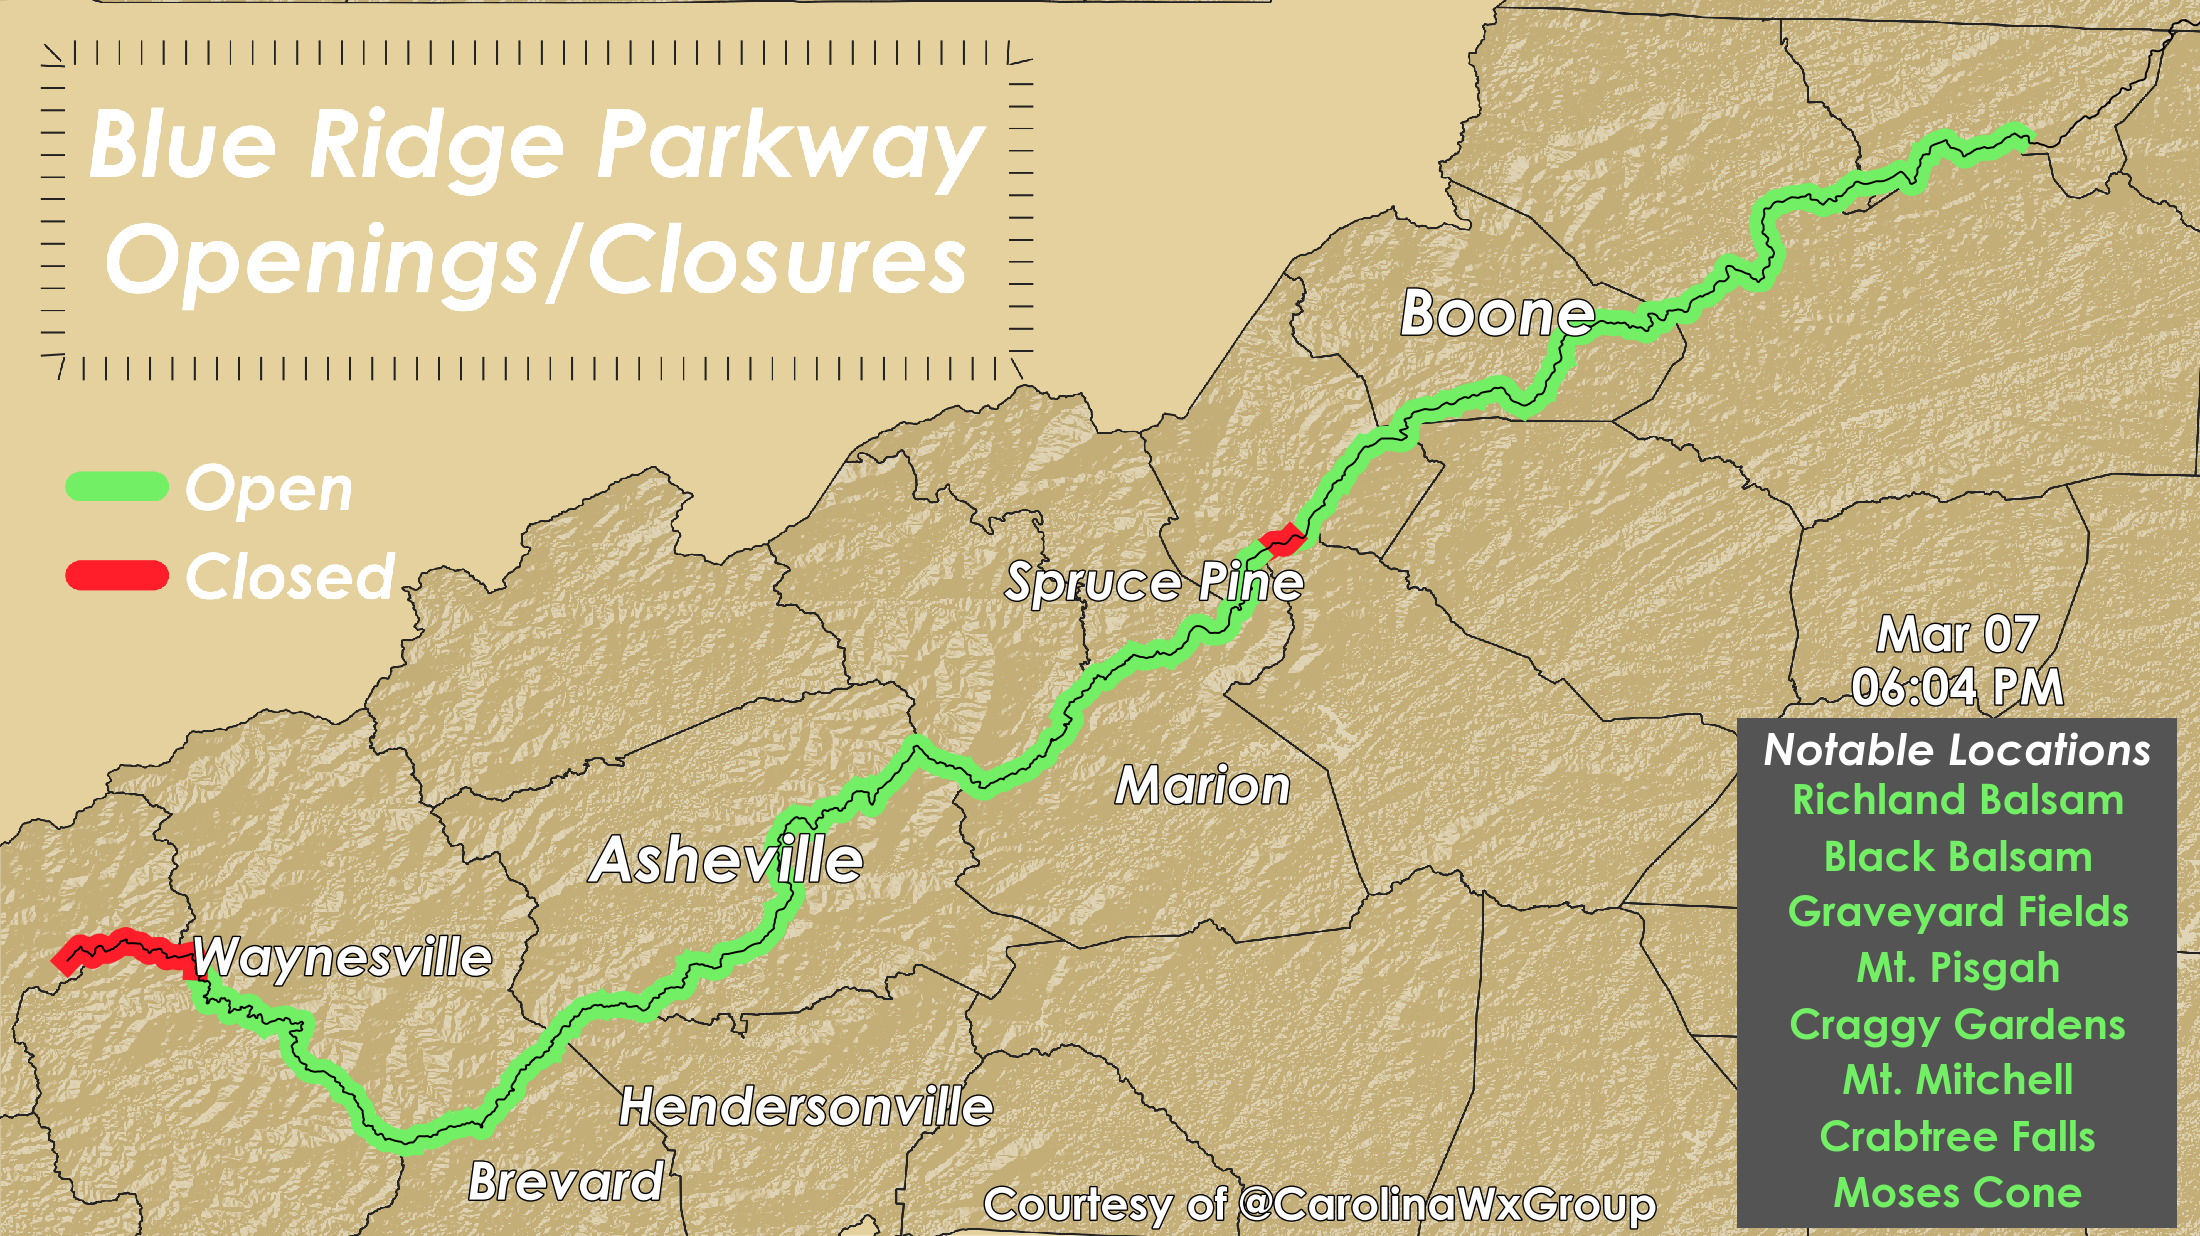 Blue Ridge Parkway
Openings/Closures
Open
Closed
Boone
Spruce Pine
Marion
Asheville
Waynesville
Hendersonville
Brevard
Mar 07
06:04 PM
Notable Locations
Richland Balsam
Black Balsam
Graveyard Fields
Mt. Pisgah
Craggy Gardens
Mt. Mitchell
Crabtree Falls
Moses Cone
Courtesy of @CarolinaWxGroup